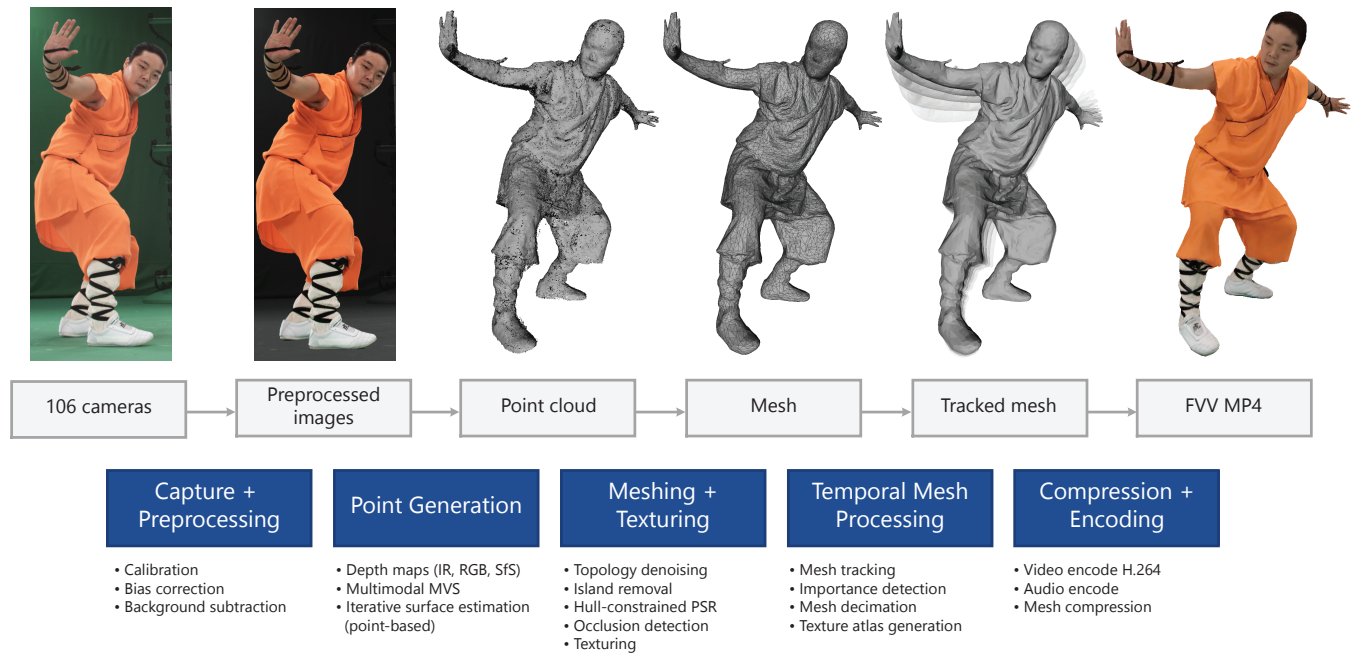 106 cameras
Preprocessed
images
Point cloud
Mesh
Tracked mesh
FVV MP4
Capture +
Preprocessing
• Calibration
• Bias correction
• Background subtraction
Point Generation
• Depth maps (IR, RGB, SfS)
• Multimodal MVS
• Iterative surface estimation
(point-based)
Meshing +
Texturing
• Topology denoising
• Island removal
• Hull-constrained PSR
• Occlusion detection
• Texturing
Temporal Mesh
Processing
• Mesh tracking
• Importance detection
• Mesh decimation
• Texture atlas generation
Compression +
Encoding
• Video encode H.264
• Audio encode
• Mesh compression